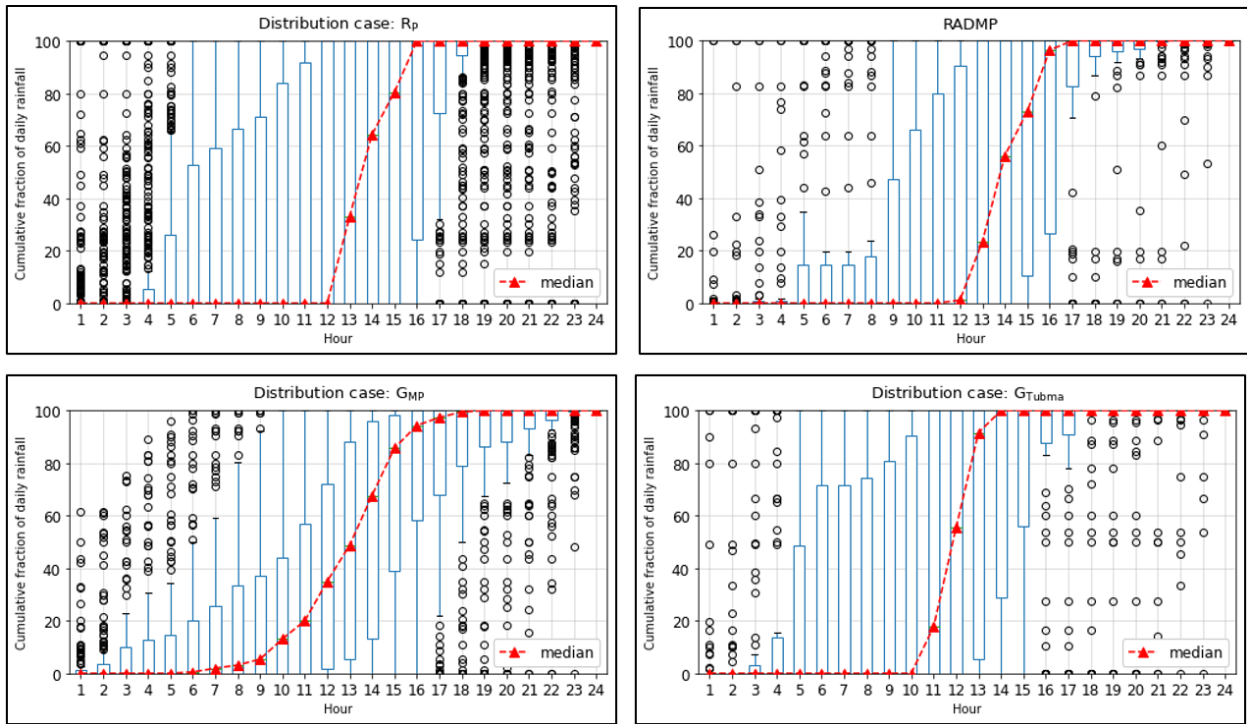 Distribution case: R_P
100
80
60
40
20
0
Cumulative fraction of daily rainfall
median
1 2 3 4 5 6 7 8 9 10 11 12 13 14 15 16 17 18 19 20 21 22 23 24
Hour
RADMP
100
80
60
40
20
0
Cumulative fraction of daily rainfall
median
1 2 3 4 5 6 7 8 9 10 11 12 13 14 15 16 17 18 19 20 21 22 23 24
Hour
Distribution case: G_MP
100
80
60
40
20
0
Cumulative fraction of daily rainfall
median
1 2 3 4 5 6 7 8 9 10 11 12 13 14 15 16 17 18 19 20 21 22 23 24
Hour
Distribution case: G_Tubma
100
80
60
40
20
0
Cumulative fraction of daily rainfall
median
1 2 3 4 5 6 7 8 9 10 11 12 13 14 15 16 17 18 19 20 21 22 23 24
Hour